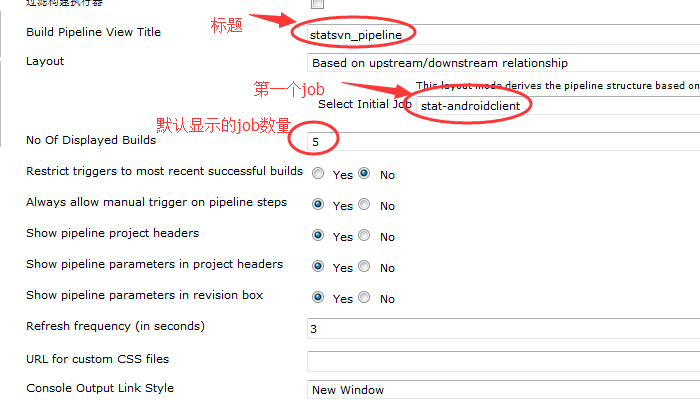 过滤构建执行器
标题
Build Pipeline View Title statsvn_pipeline
Layout Based on upstream/downstream relationship
This layout mode derives the pipeline structure based on
第一个job
Select Initial Job stat-androidclient
默认显示的job数量
No Of Displayed Builds 5
Restrict triggers to most recent successful builds Yes No
Always allow manual trigger on pipeline steps Yes No
Show pipeline project headers Yes No
Show pipeline parameters in project headers Yes No
Show pipeline parameters in revision box Yes No
Refresh frequency (in seconds) 3
URL for custom CSS files
Console Output Link Style New Window